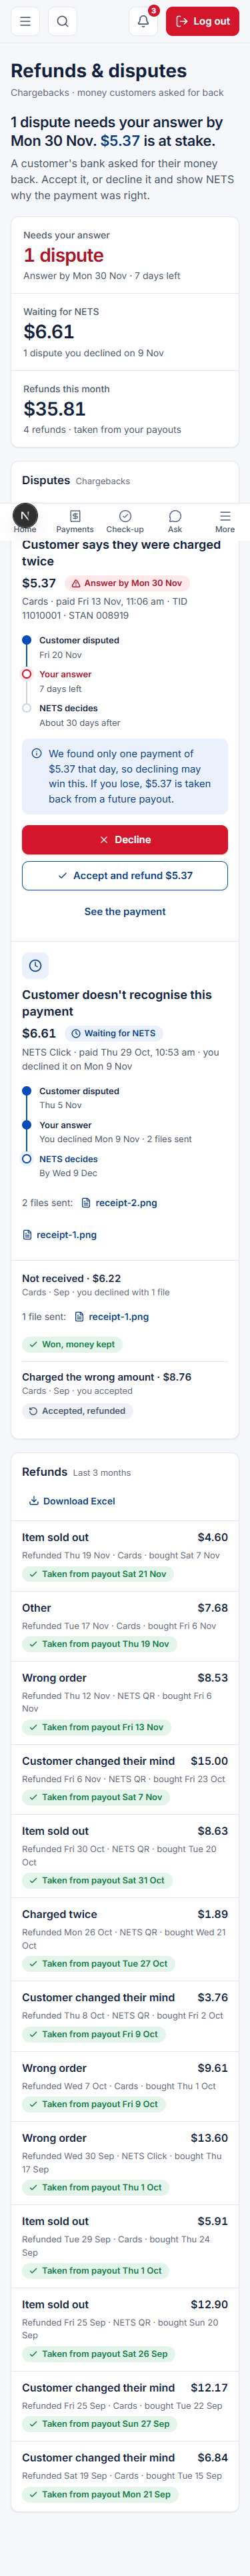 3
Log out
Refunds & disputes
Chargebacks · money customers asked for back
1 dispute needs your answer by
Mon 30 Nov. $5.37 is at stake.
A customer's bank asked for their money
back. Accept it, or decline it and show NETS
why the payment was right.
Needs your answer
1 dispute
Answer by Mon 30 Nov · 7 days left
Waiting for NETS
$6.61
1 dispute you declined on 9 Nov
Refunds this month
$35.81
4 refunds · taken from your payouts
Disputes Chargebacks
N
Home Payments Check-up Ask More
Customer says they were charged
twice
$5.37 Answer by Mon 30 Nov
Cards · paid Fri 13 Nov, 11:06 am · TID
11010001 · STAN 008919
Customer disputed
Fri 20 Nov
Your answer
7 days left
NETS decides
About 30 days after
We found only one payment of
$5.37 that day, so declining may
win this. If you lose, $5.37 is taken
back from a future payout.
Decline
Accept and refund $5.37
See the payment
Customer doesn't recognise this
payment
$6.61 Waiting for NETS
NETS Click · paid Thu 29 Oct, 10:53 am · you
declined it on Mon 9 Nov
Customer disputed
Thu 5 Nov
Your answer
You declined Mon 9 Nov · 2 files sent
NETS decides
By Wed 9 Dec
2 files sent: receipt-2.png
receipt-1.png
Not received · $6.22
Cards · Sep · you declined with 1 file
1 file sent: receipt-1.png
Won, money kept
Charged the wrong amount · $8.76
Cards · Sep · you accepted
Accepted, refunded
Refunds Last 3 months
Download Excel
Item sold out $4.60
Refunded Thu 19 Nov · Cards · bought Sat 7 Nov
Taken from payout Sat 21 Nov
Other $7.68
Refunded Tue 17 Nov · Cards · bought Fri 6 Nov
Taken from payout Thu 19 Nov
Wrong order $8.53
Refunded Thu 12 Nov · NETS QR · bought Fri 6
Nov
Taken from payout Fri 13 Nov
Customer changed their mind $15.00
Refunded Fri 6 Nov · NETS QR · bought Fri 23 Oct
Taken from payout Sat 7 Nov
Item sold out $8.63
Refunded Fri 30 Oct · NETS QR · bought Tue 20
Oct
Taken from payout Sat 31 Oct
Charged twice $1.89
Refunded Mon 26 Oct · NETS QR · bought Wed 21
Oct
Taken from payout Tue 27 Oct
Customer changed their mind $3.76
Refunded Thu 8 Oct · NETS QR · bought Fri 2 Oct
Taken from payout Fri 9 Oct
Wrong order $9.61
Refunded Wed 7 Oct · Cards · bought Thu 1 Oct
Taken from payout Fri 9 Oct
Wrong order $13.60
Refunded Wed 30 Sep · NETS Click · bought Thu
17 Sep
Taken from payout Thu 1 Oct
Item sold out $5.91
Refunded Tue 29 Sep · Cards · bought Thu 24
Sep
Taken from payout Thu 1 Oct
Item sold out $12.90
Refunded Fri 25 Sep · NETS QR · bought Sun 20
Sep
Taken from payout Sat 26 Sep
Customer changed their mind $12.17
Refunded Fri 25 Sep · Cards · bought Tue 22 Sep
Taken from payout Sun 27 Sep
Customer changed their mind $6.84
Refunded Sat 19 Sep · Cards · bought Tue 15 Sep
Taken from payout Mon 21 Sep